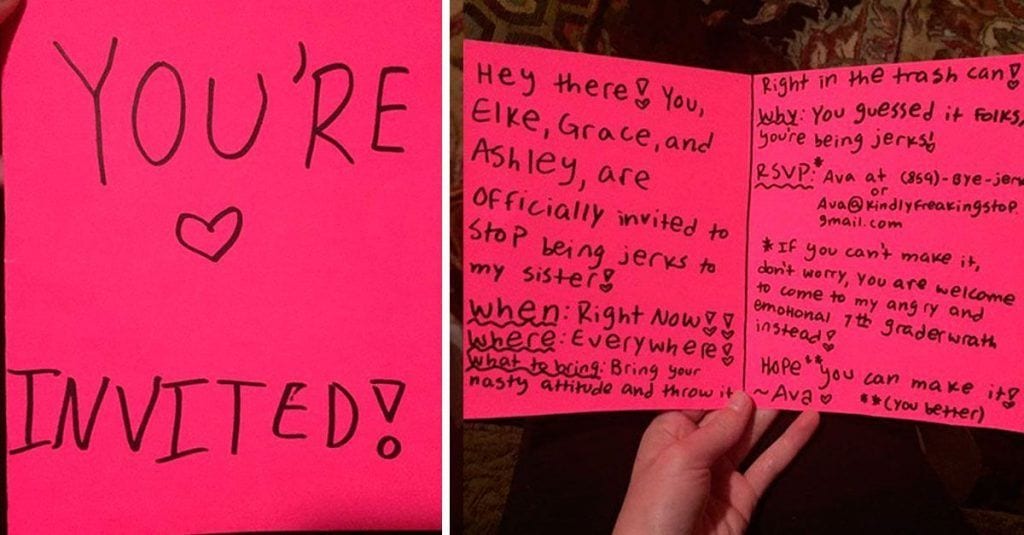 YOU'RE
INVITED!
Hey there! You,
Elke, Grace, and
Ashley, are
officially invited to
stop being jerks to
my sister!
When: Right Now!!
Where: Everywhere!
What to bring: Bring your
nasty attitude and throw it
Right in the trash can!
Why: You guessed it folks,
you're being jerks!
RSVP:* Ava at (859)-Bye-jer
or
Ava@kindlyfreakingstop.
gmail.com
*If you can't make it,
don't worry, you are welcome
to come to my angry and
emotional 7th grader wrath
instead!
Hope** you can make it!
~Ava **(you better)